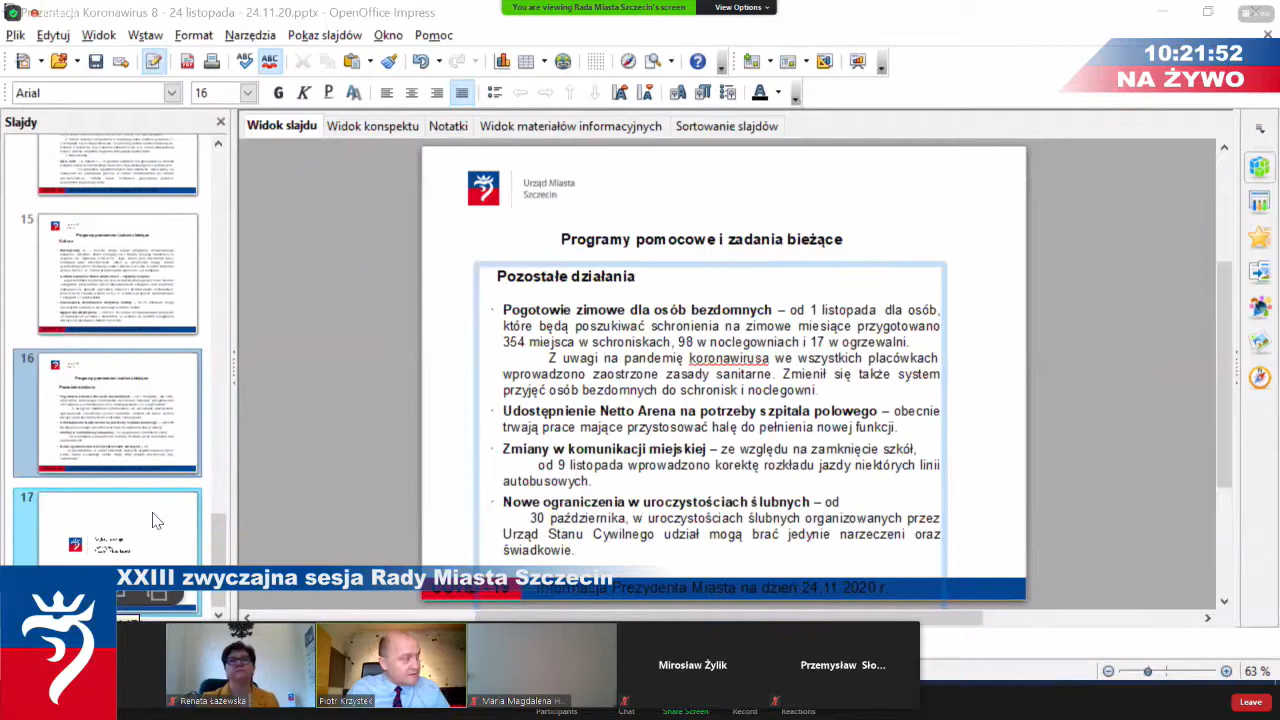 Prezentacja Koronawirus 8 - 24 listopada - 24.11.20.pptx - OpenOffice Impress
You are viewing Rada Miasta Szczecin's screen
View Options
View
Plik Edytuj Widok Wstaw Format Narzędzia Pokaz slajdów Okno Pomoc
10:21:52
NA ŻYWO
Arial
16
Slajdy
Widok slajdu
Widok konspektu
Notatki
Widok materiałów informacyjnych
Sortowanie slajdów
15
16
17
Urząd Miasta
Szczecin
Programy pomocowe i zadania bieżące
Pozostałe działania
Pogotowie zimowe dla osób bezdomnych – od 1 listopada dla osób,
które będą poszukiwać schronienia na zimowe miesiące przygotowano
354 miejsca w schroniskach, 98 w noclegowniach i 17 w ogrzewalni.
Z uwagi na pandemię koronawirusa we wszystkich placówkach
wprowadzono zaostrzone zasady sanitarne. Zmienił się także system
przyjęć osób bezdomnych do schronisk i noclegowni.
Udostępnienie Netto Arena na potrzeby szpitala polowego – obecnie
trwają prace mające przystosować halę do pełnienia nowej funkcji.
Zmiany w komunikacji miejskiej – ze względu na zamknięcie szkół,
od 9 listopada wprowadzono korektę rozkładu jazdy niektórych linii
autobusowych.
Nowe ograniczenia w uroczystościach ślubnych – od
30 października, w uroczystościach ślubnych organizowanych przez
Urząd Stanu Cywilnego udział mogą brać jedynie narzeczeni oraz
świadkowie.
Informacja Prezydenta Miasta na dzień 24.11.2020 r.
XXIII zwyczajna sesja Rady Miasta Szczecin
Renata Łażewska
Piotr Krzystek
Maria Magdalena H...
Mirosław Żylik
Przemysław Sło...
63 %
Participants
Chat
Share Screen
Record
Reactions
Leave